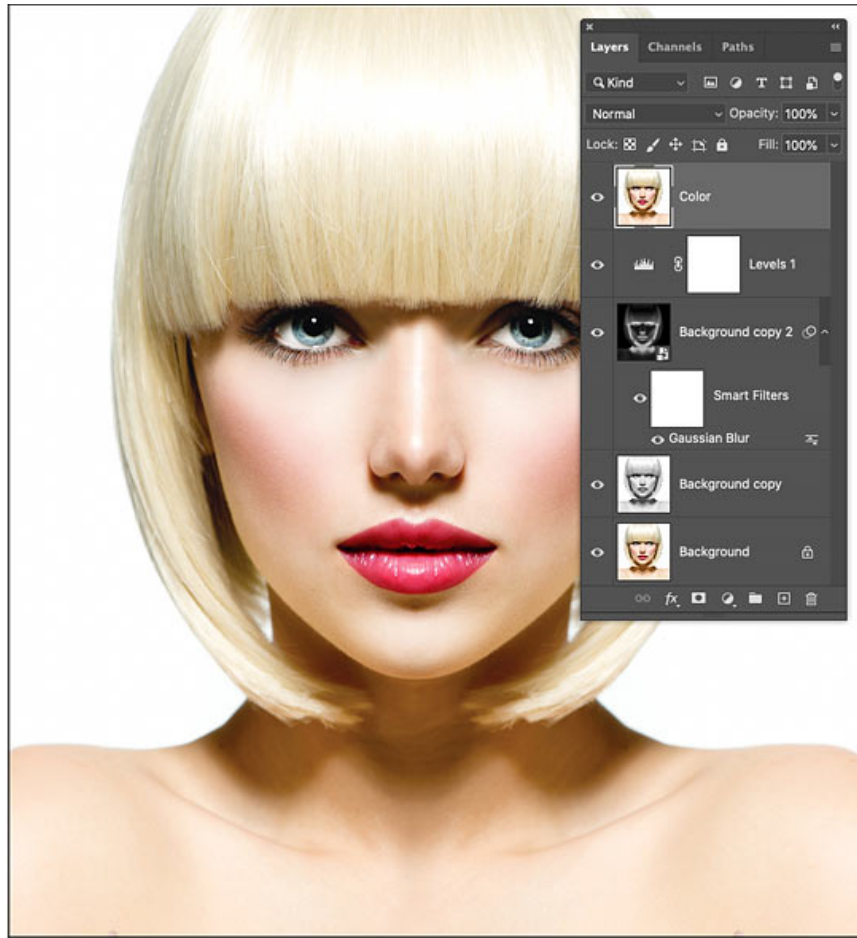 Layers Channels Paths
Kind
Normal Opacity: 100%
Lock: Fill: 100%
Color
Levels 1
Background copy 2
Smart Filters
Gaussian Blur
Background copy
Background
fx